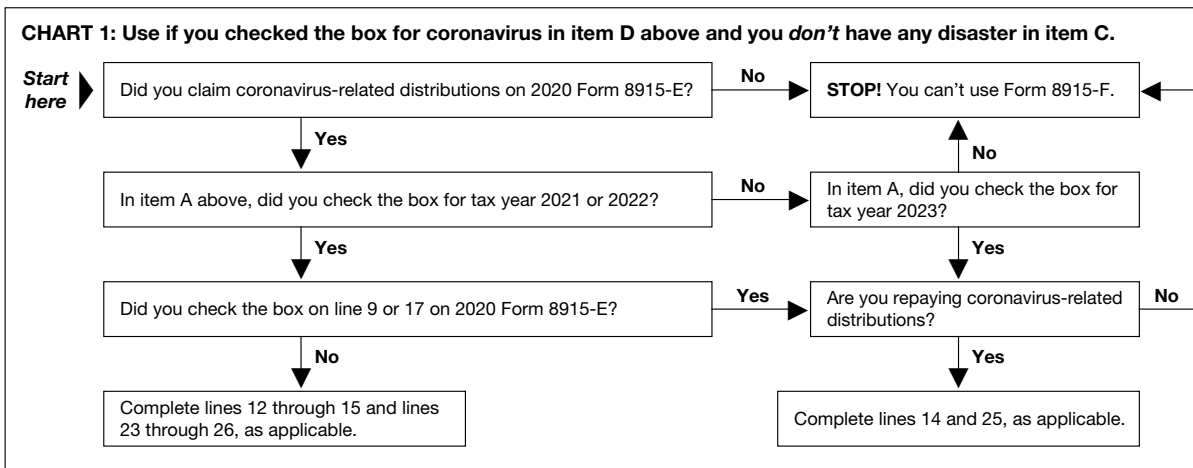 CHART 1: Use if you checked the box for coronavirus in item D above and you don't have any disaster in item C.
Start
here
Did you claim coronavirus-related distributions on 2020 Form 8915-E?
No
STOP! You can't use Form 8915-F.
Yes
No
In item A above, did you check the box for tax year 2021 or 2022?
No
In item A, did you check the box for
tax year 2023?
Yes
Yes
Did you check the box on line 9 or 17 on 2020 Form 8915-E?
Yes
Are you repaying coronavirus-related
distributions?
No
No
Yes
Complete lines 12 through 15 and lines
23 through 26, as applicable.
Complete lines 14 and 25, as applicable.